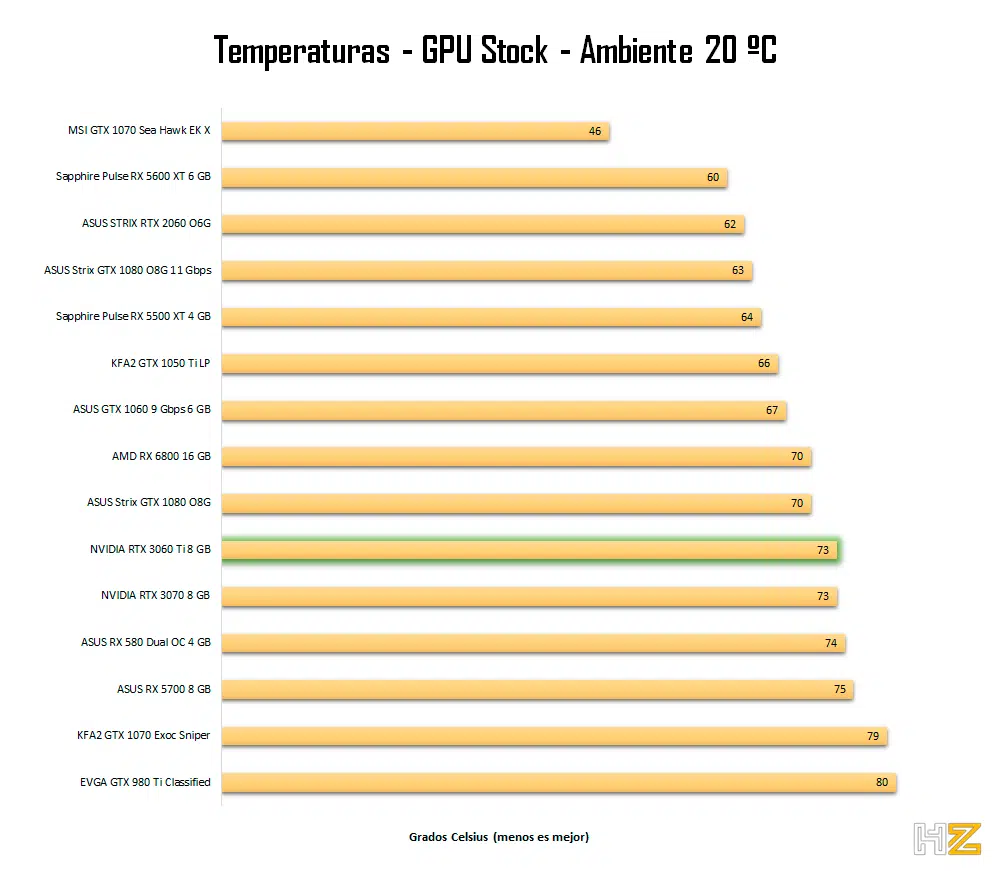 Temperaturas - GPU Stock - Ambiente 20 ºC
MSI GTX 1070 Sea Hawk EK X 46
Sapphire Pulse RX 5600 XT 6 GB 60
ASUS STRIX RTX 2060 O6G 62
ASUS Strix GTX 1080 O8G 11 Gbps 63
Sapphire Pulse RX 5500 XT 4 GB 64
KFA2 GTX 1050 Ti LP 66
ASUS GTX 1060 9 Gbps 6 GB 67
AMD RX 6800 16 GB 70
ASUS Strix GTX 1080 O8G 70
NVIDIA RTX 3060 Ti 8 GB 73
NVIDIA RTX 3070 8 GB 73
ASUS RX 580 Dual OC 4 GB 74
ASUS RX 5700 8 GB 75
KFA2 GTX 1070 Exoc Sniper 79
EVGA GTX 980 Ti Classified 80
Grados Celsius (menos es mejor)
HZ